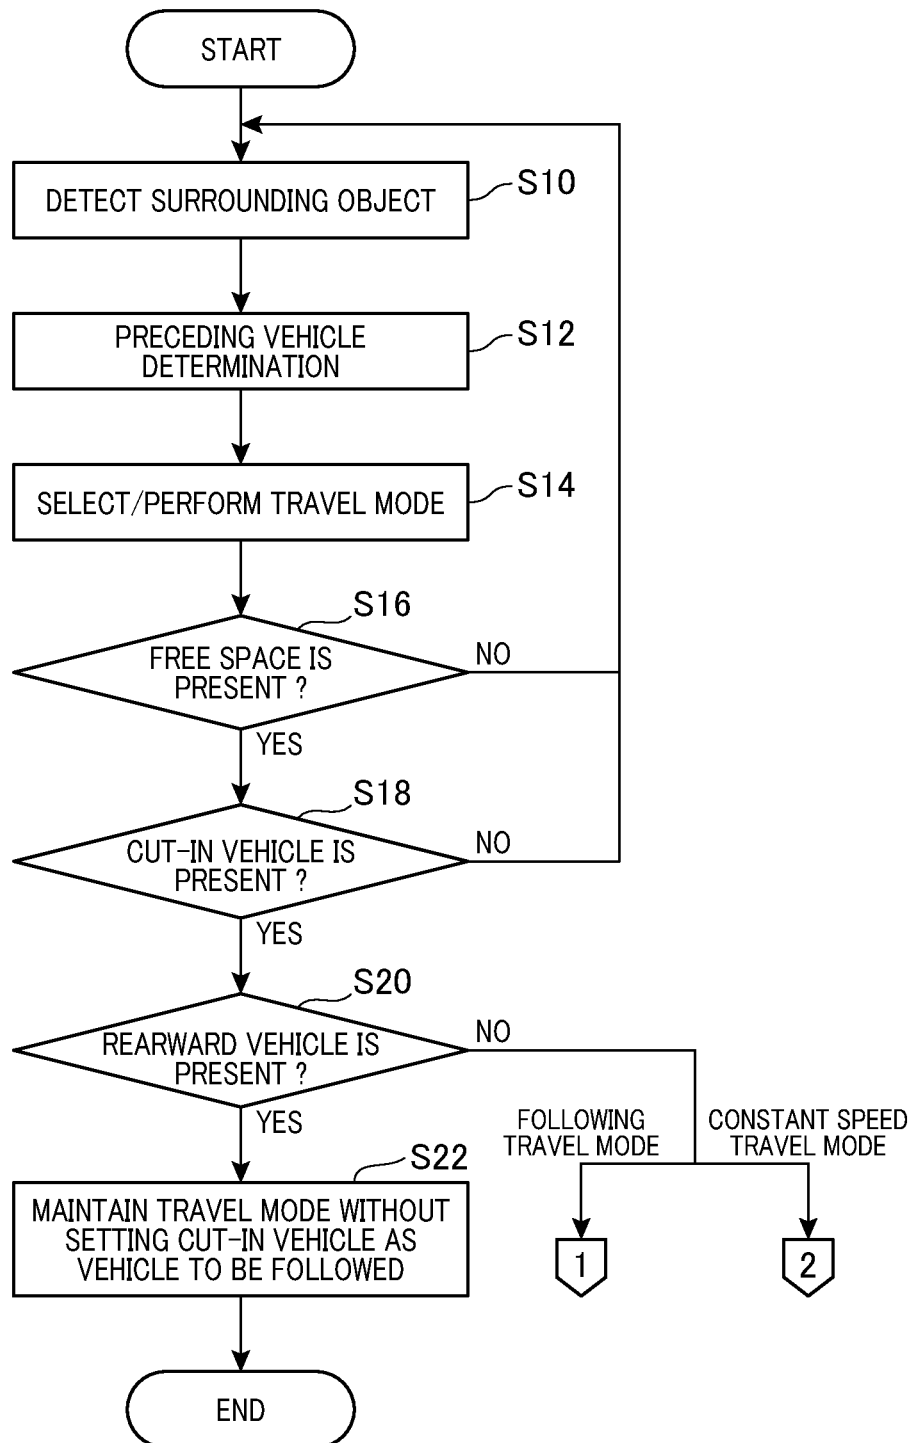 START
DETECT SURROUNDING OBJECT
S10
PRECEDING VEHICLE
DETERMINATION
S12
SELECT/PERFORM TRAVEL MODE
S14
S16
FREE SPACE IS
PRESENT ?
NO
YES
S18
CUT-IN VEHICLE IS
PRESENT ?
NO
YES
S20
REARWARD VEHICLE IS
PRESENT ?
NO
YES
FOLLOWING
TRAVEL MODE
CONSTANT SPEED
TRAVEL MODE
S22
MAINTAIN TRAVEL MODE WITHOUT
SETTING CUT-IN VEHICLE AS
VEHICLE TO BE FOLLOWED
1
2
END